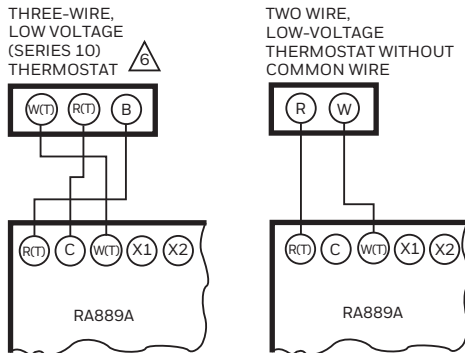 THREE-WIRE,
LOW VOLTAGE
(SERIES 10)
THERMOSTAT 6
W(T) R(T) B
R(T) C W(T) X1 X2
RA889A
TWO WIRE,
LOW-VOLTAGE
THERMOSTAT WITHOUT
COMMON WIRE
R W
R(T) C W(T) X1 X2
RA889A